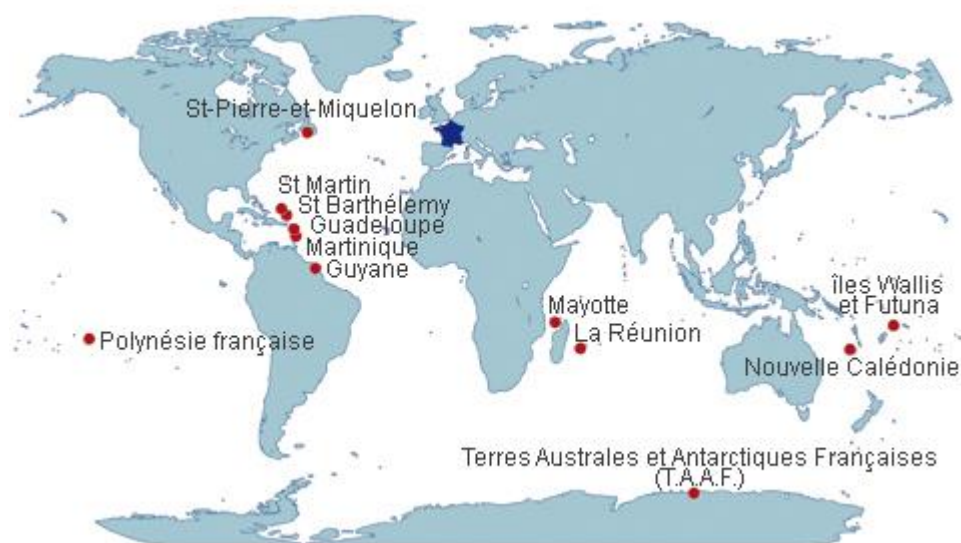 St-Pierre-et-Miquelon
St Martin
St Barthélemy
Guadeloupe
Martinique
Guyane
îles Wallis
et Futuna
Mayotte
La Réunion
Polynésie française
Nouvelle Calédonie
Terres Australes et Antarctiques Françaises
(T.A.A.F.)